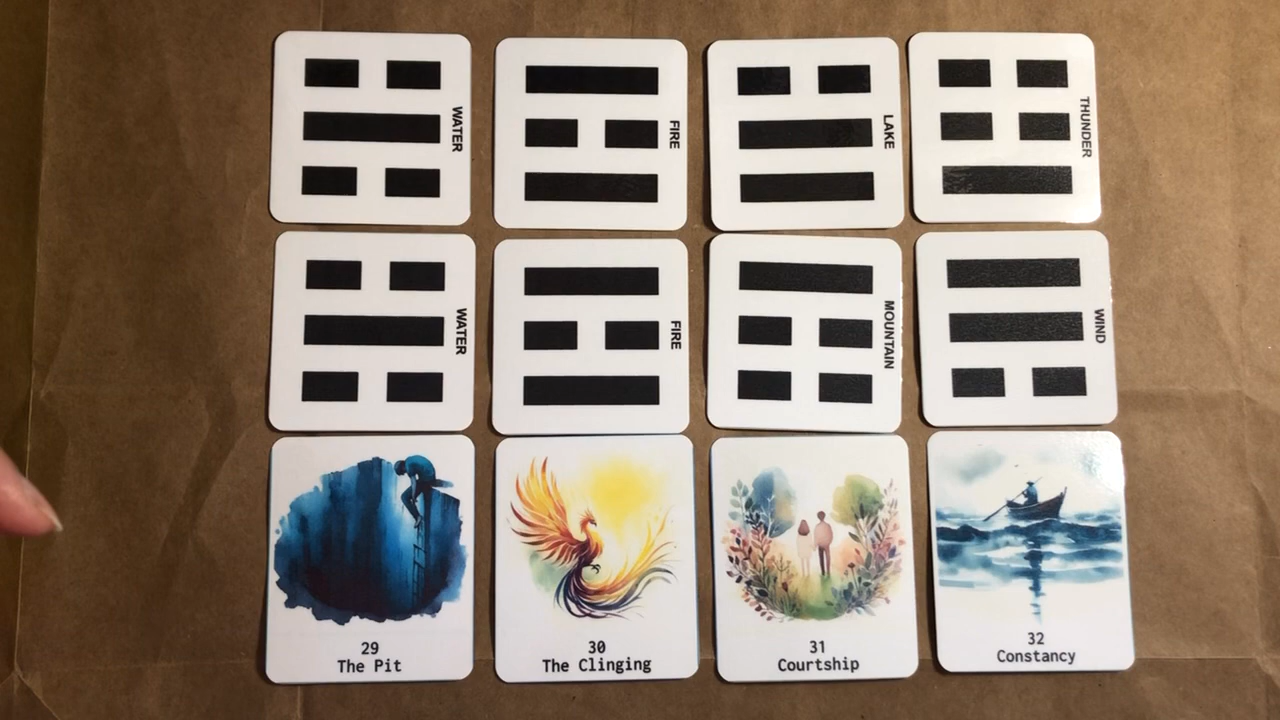 WATER
FIRE
LAKE
THUNDER
WATER
FIRE
MOUNTAIN
WIND
29
The Pit
30
The Clinging
31
Courtship
32
Constancy